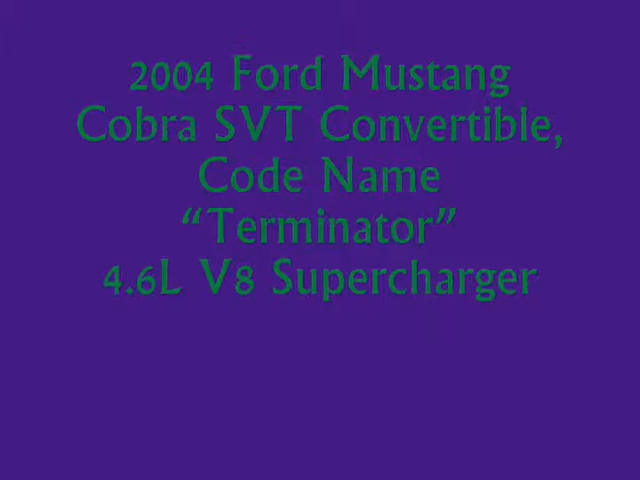 2004 Ford Mustang
Cobra SVT Convertible,
Code Name
“Terminator”
4.6L V8 Supercharger